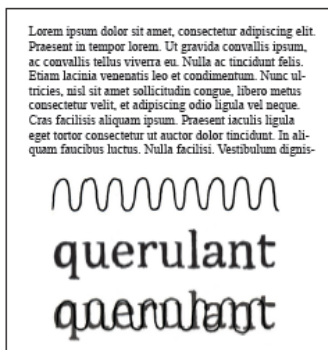 Lorem ipsum dolor sit amet, consectetur adipiscing elit.
Praesent in tempor lorem. Ut gravida convallis ipsum,
ac convallis tellus viverra eu. Nulla ac tincidunt felis.
Etiam lacinia venenatis leo et condimentum. Nunc ul-
tricies, nisl sit amet sollicitudin congue, libero metus
consectetur velit, et adipiscing odio ligula vel neque.
Cras facilisis aliquam ipsum. Praesent iaculis ligula
eget tortor consectetur ut auctor dolor tincidunt. In ali-
quam faucibus luctus. Nulla facilisi. Vestibulum dignis-
querulant